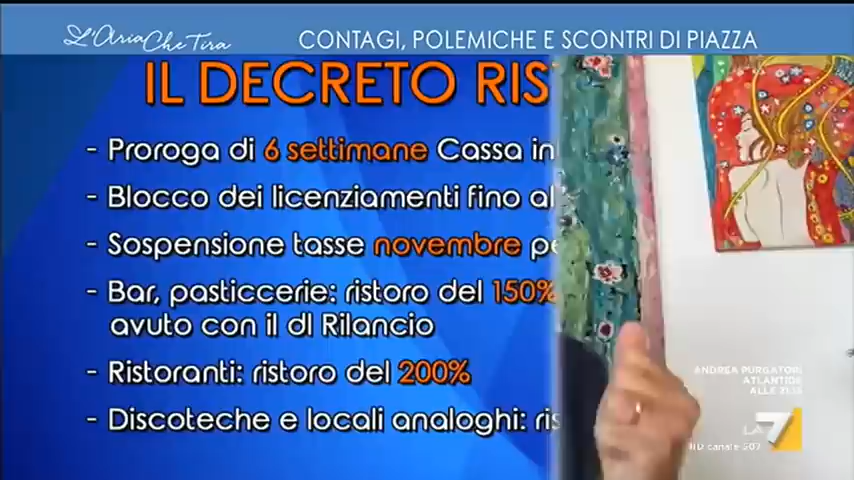 L'Aria Che Tira
CONTAGI, POLEMICHE E SCONTRI DI PIAZZA
IL DECRETO RIS
- Proroga di 6 settimane Cassa in
- Blocco dei licenziamenti fino al
- Sospensione tasse novembre pe
- Bar, pasticcerie: ristoro del 150%
avuto con il dl Rilancio
- Ristoranti: ristoro del 200%
- Discoteche e locali analoghi: ris
ANDREA PURGATORI
ATLANTIDE
ALLE 21.15
LA7
HD canale 507